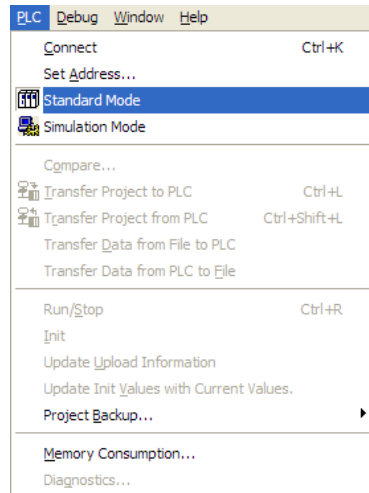 PLC Debug Window Help
Connect Ctrl+K
Set Address...
Standard Mode
Simulation Mode
Compare...
Transfer Project to PLC Ctrl+L
Transfer Project from PLC Ctrl+Shift+L
Transfer Data from File to PLC
Transfer Data from PLC to File
Run/Stop Ctrl+R
Init
Update Upload Information
Update Init Values with Current Values.
Project Backup...
Memory Consumption...
Diagnostics...